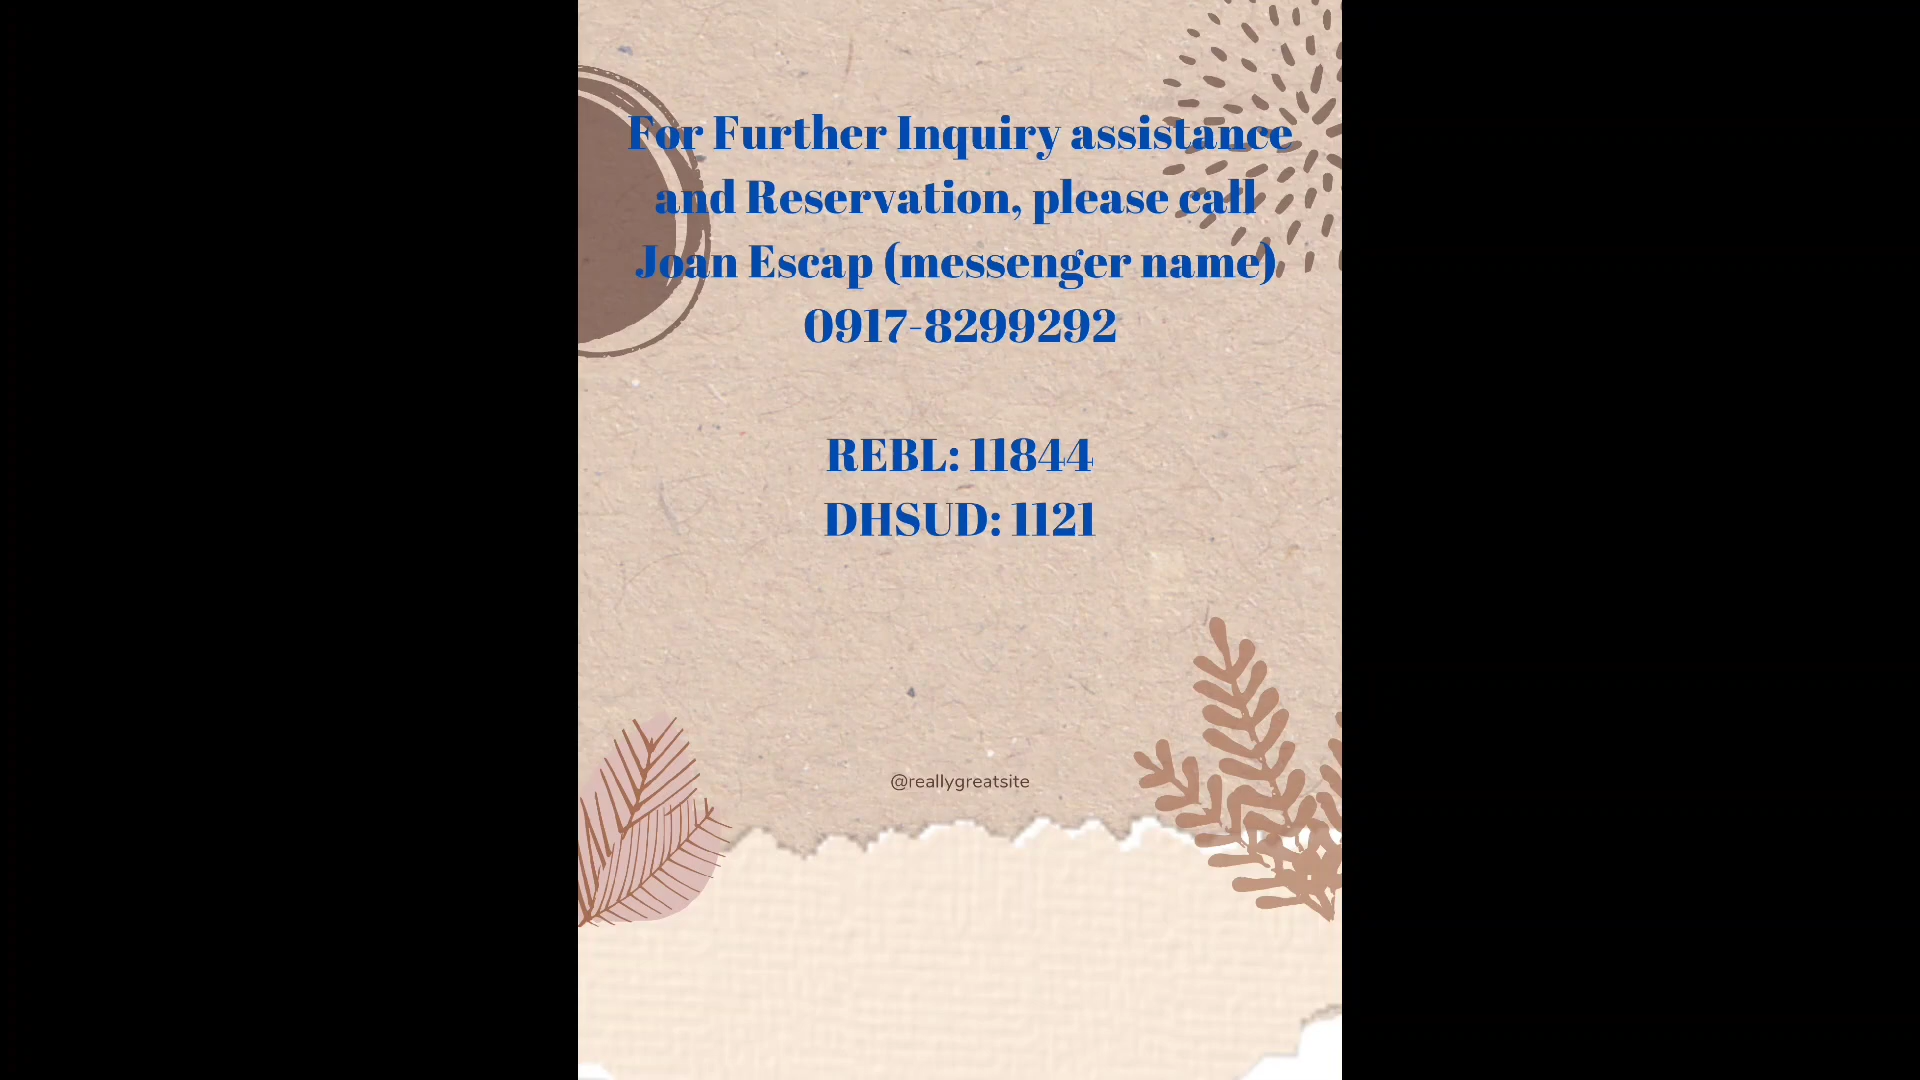 For Further Inquiry assistance
and Reservation, please call
Joan Escap (messenger name)
0917-8299292
REBL: 11844
DHSUD: 1121
@reallygreatsite